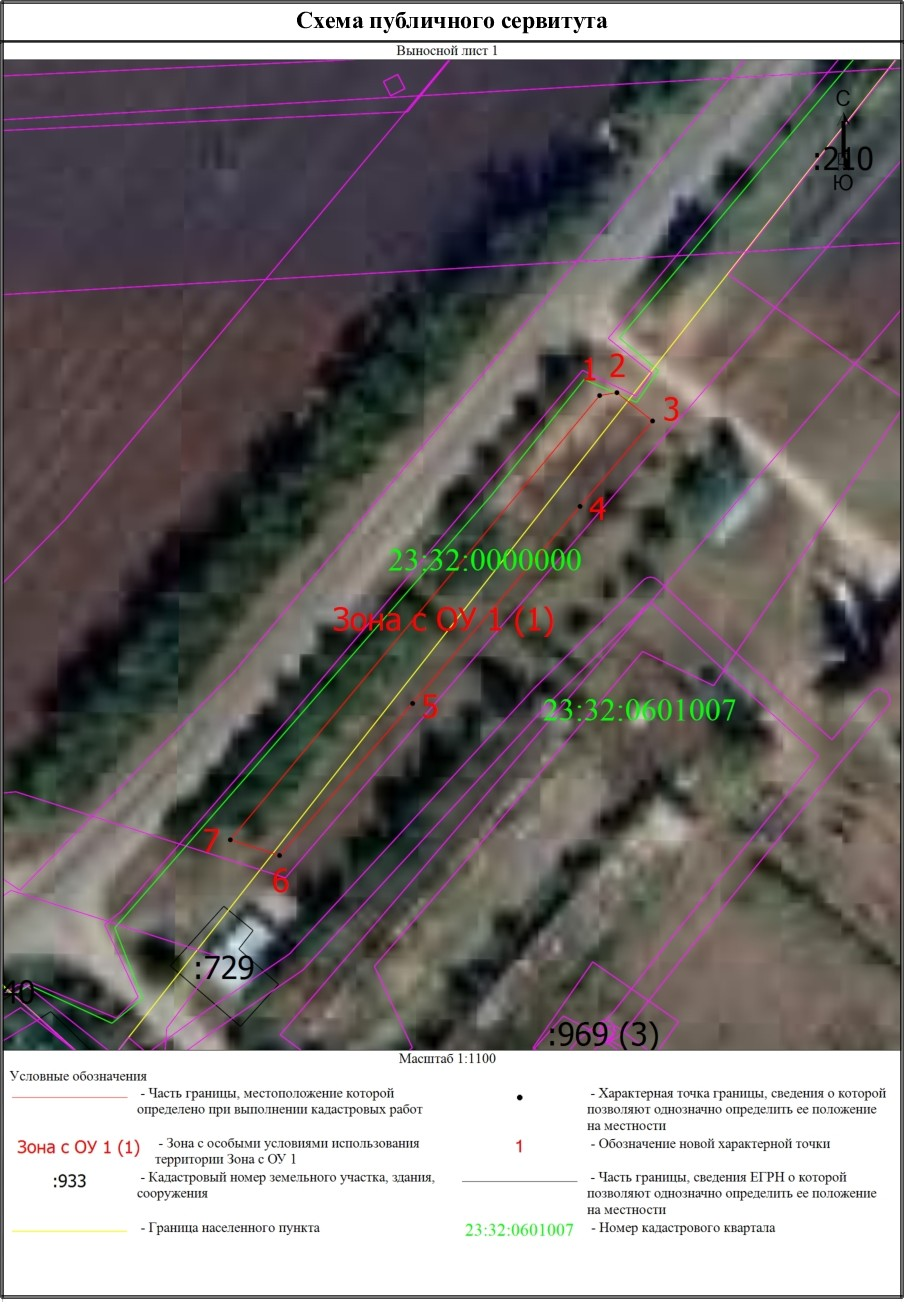 Схема публичного сервитута
Выносной лист 1
С
:210
Ю
1
2
3
4
23:32:0000000
Зона с ОУ 1 (1)
5
23:32:0601007
7
6
:729
40
:969 (3)
Масштаб 1:1100
Условные обозначения
- Часть границы, местоположение которой
определено при выполнении кадастровых работ
- Характерная точка границы, сведения о которой
позволяют однозначно определить ее положение
на местности
Зона с ОУ 1 (1)
- Зона с особыми условиями использования
территории Зона с ОУ 1
1
- Обозначение новой характерной точки
:933
- Кадастровый номер земельного участка, здания,
сооружения
- Часть границы, сведения ЕГРН о которой
позволяют однозначно определить ее положение
на местности
- Граница населенного пункта
23:32:0601007
- Номер кадастрового квартала